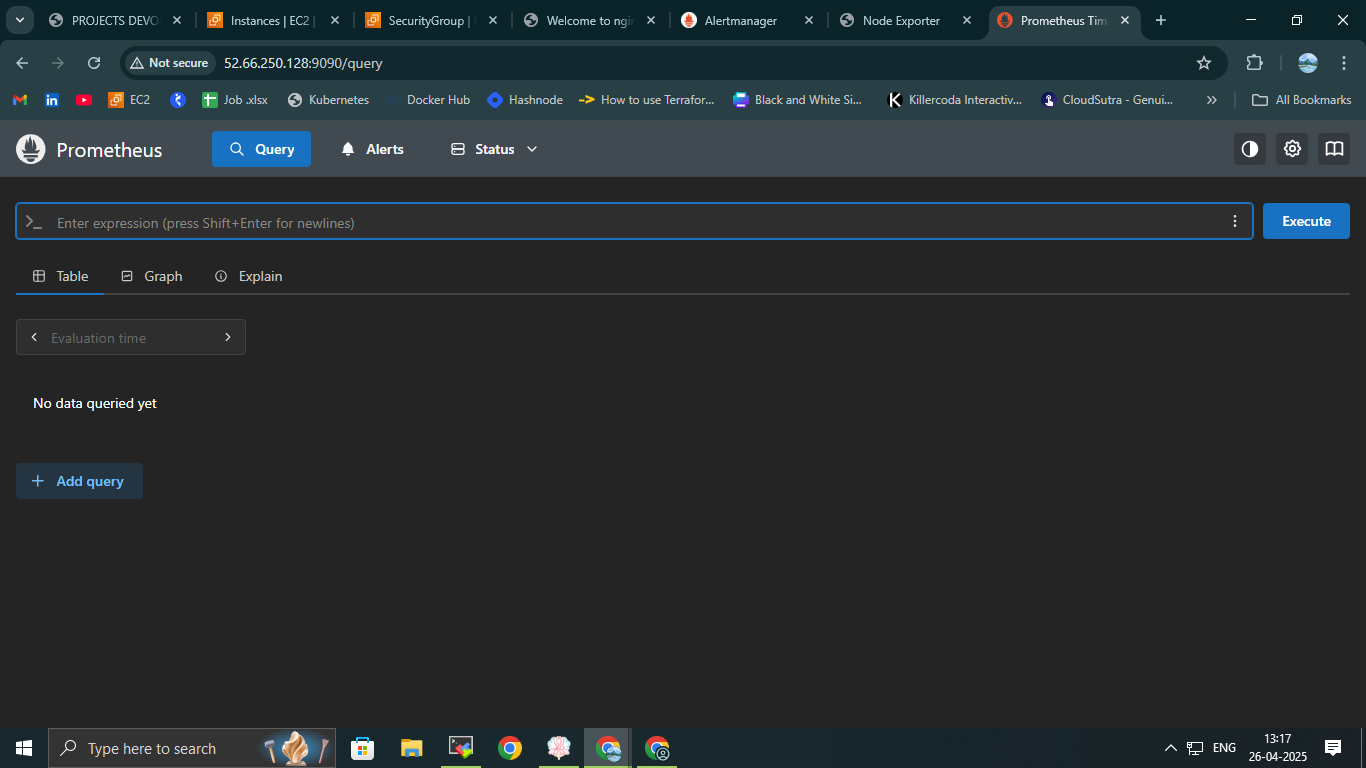 PROJECTS DEVO
Instances | EC2 |
SecurityGroup |
Welcome to ngi
Alertmanager
Node Exporter
Prometheus Tim
Not secure
52.66.250.128:9090/query
EC2
Job .xlsx
Kubernetes
Docker Hub
Hashnode
How to use Terrafor...
Black and White Si...
Killercoda Interactiv...
CloudSutra - Genui...
»
All Bookmarks
Prometheus
Query
Alerts
Status
>_ Enter expression (press Shift+Enter for newlines)
Execute
Table
Graph
Explain
Evaluation time
No data queried yet
+ Add query
Type here to search
ENG
13:17
26-04-2025